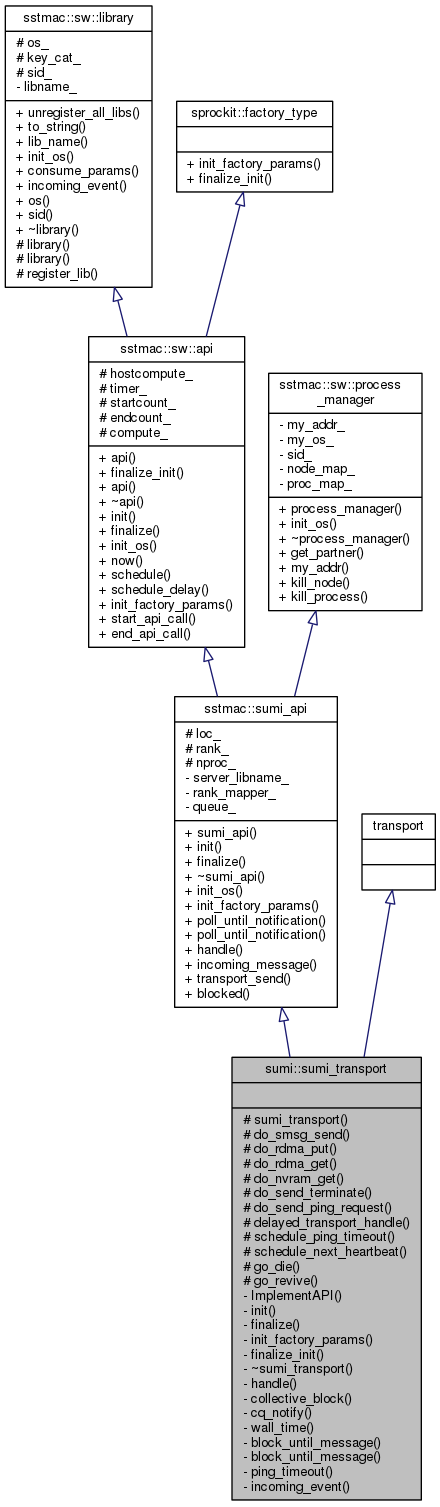 sstmac::sw::library
# os_
# key_cat_
# sid_
- libname_
+ unregister_all_libs()
+ to_string()
+ lib_name()
+ init_os()
+ consume_params()
+ incoming_event()
+ os()
+ sid()
+ ~library()
# library()
# library()
# register_lib()
sprockit::factory_type
+ init_factory_params()
+ finalize_init()
sstmac::sw::api
# hostcompute_
# timer_
# startcount_
# endcount_
# compute_
+ api()
+ finalize_init()
+ api()
+ ~api()
+ init()
+ finalize()
+ init_os()
+ now()
+ schedule()
+ schedule_delay()
+ init_factory_params()
+ start_api_call()
+ end_api_call()
sstmac::sw::process
_manager
- my_addr_
- my_os_
- sid_
- node_map_
- proc_map_
+ process_manager()
+ init_os()
+ ~process_manager()
+ get_partner()
+ my_addr()
+ kill_node()
+ kill_process()
sstmac::sumi_api
# loc_
# rank_
# nproc_
- server_libname_
- rank_mapper_
- queue_
+ sumi_api()
+ init()
+ finalize()
+ ~sumi_api()
+ init_os()
+ init_factory_params()
+ poll_until_notification()
+ poll_until_notification()
+ handle()
+ incoming_message()
+ transport_send()
+ blocked()
transport
sumi::sumi_transport
# sumi_transport()
# do_smsg_send()
# do_rdma_put()
# do_rdma_get()
# do_nvram_get()
# do_send_terminate()
# do_send_ping_request()
# delayed_transport_handle()
# schedule_ping_timeout()
# schedule_next_heartbeat()
# go_die()
# go_revive()
- ImplementAPI()
- init()
- finalize()
- init_factory_params()
- finalize_init()
- ~sumi_transport()
- handle()
- collective_block()
- cq_notify()
- wall_time()
- block_until_message()
- block_until_message()
- ping_timeout()
- incoming_event()